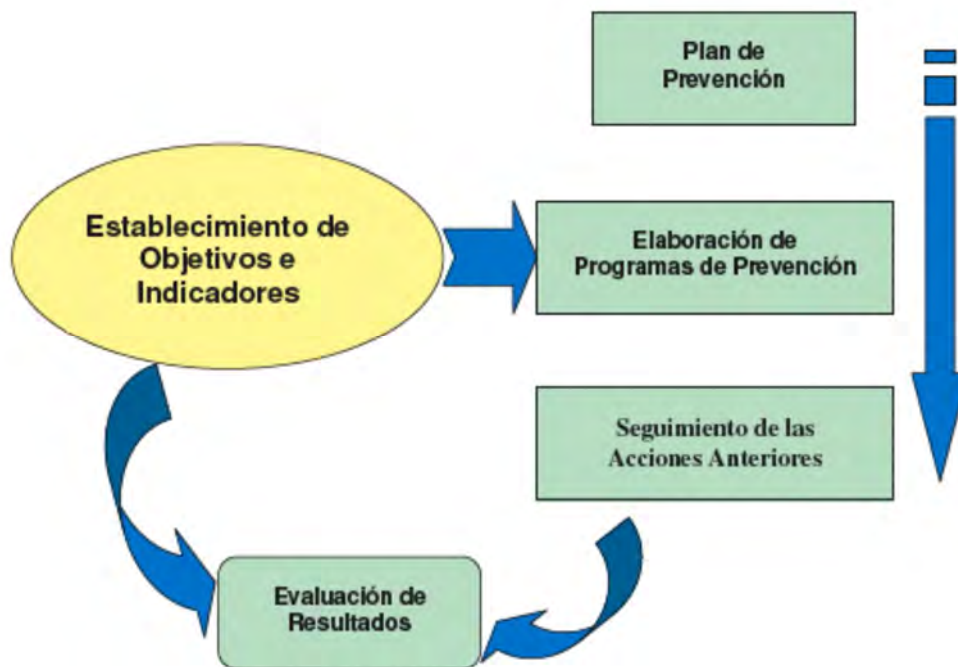 Plan de
Prevención
Establecimiento de
Objetivos e
Indicadores
Elaboración de
Programas de Prevención
Seguimiento de las
Acciones Anteriores
Evaluación de
Resultados